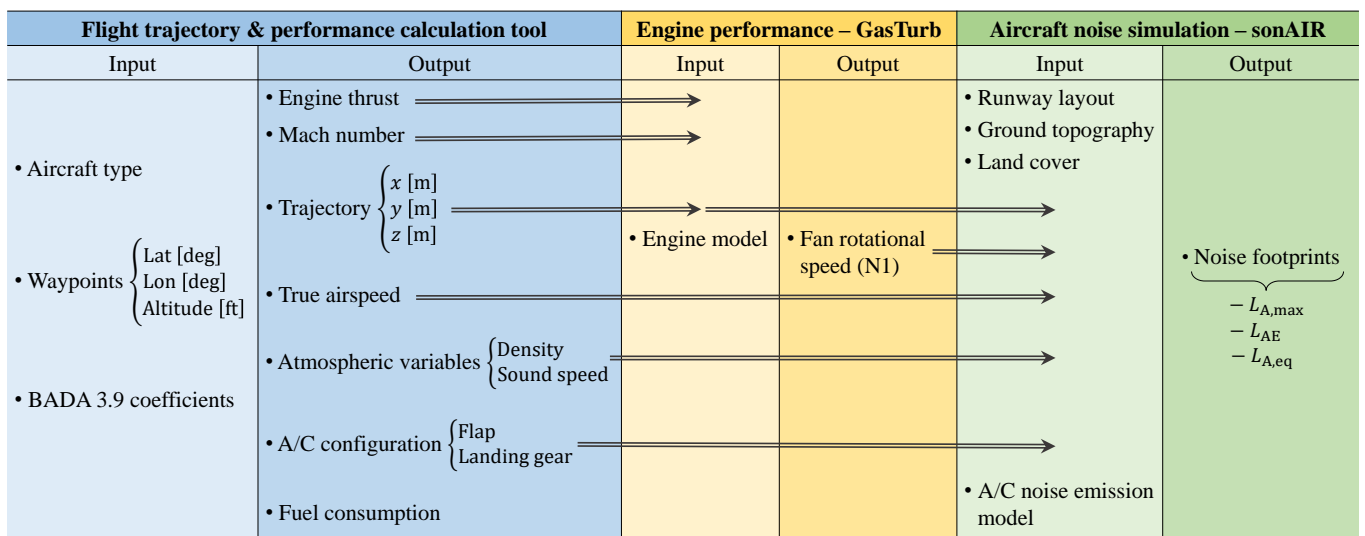 Flight trajectory & performance calculation tool
Engine performance – GasTurb
Aircraft noise simulation – sonAIR
Input
Output
Input
Output
Input
Output
• Aircraft type
• Waypoints
Lat [deg]
Lon [deg]
Altitude [ft]
• BADA 3.9 coefficients
• Engine thrust
• Mach number
• Trajectory
x [m]
y [m]
z [m]
• True airspeed
• Atmospheric variables
Density
Sound speed
• A/C configuration
Flap
Landing gear
• Fuel consumption
• Engine model
• Fan rotational
speed (N1)
• Runway layout
• Ground topography
• Land cover
• A/C noise emission
model
• Noise footprints
− L_A,max
− L_AE
− L_A,eq